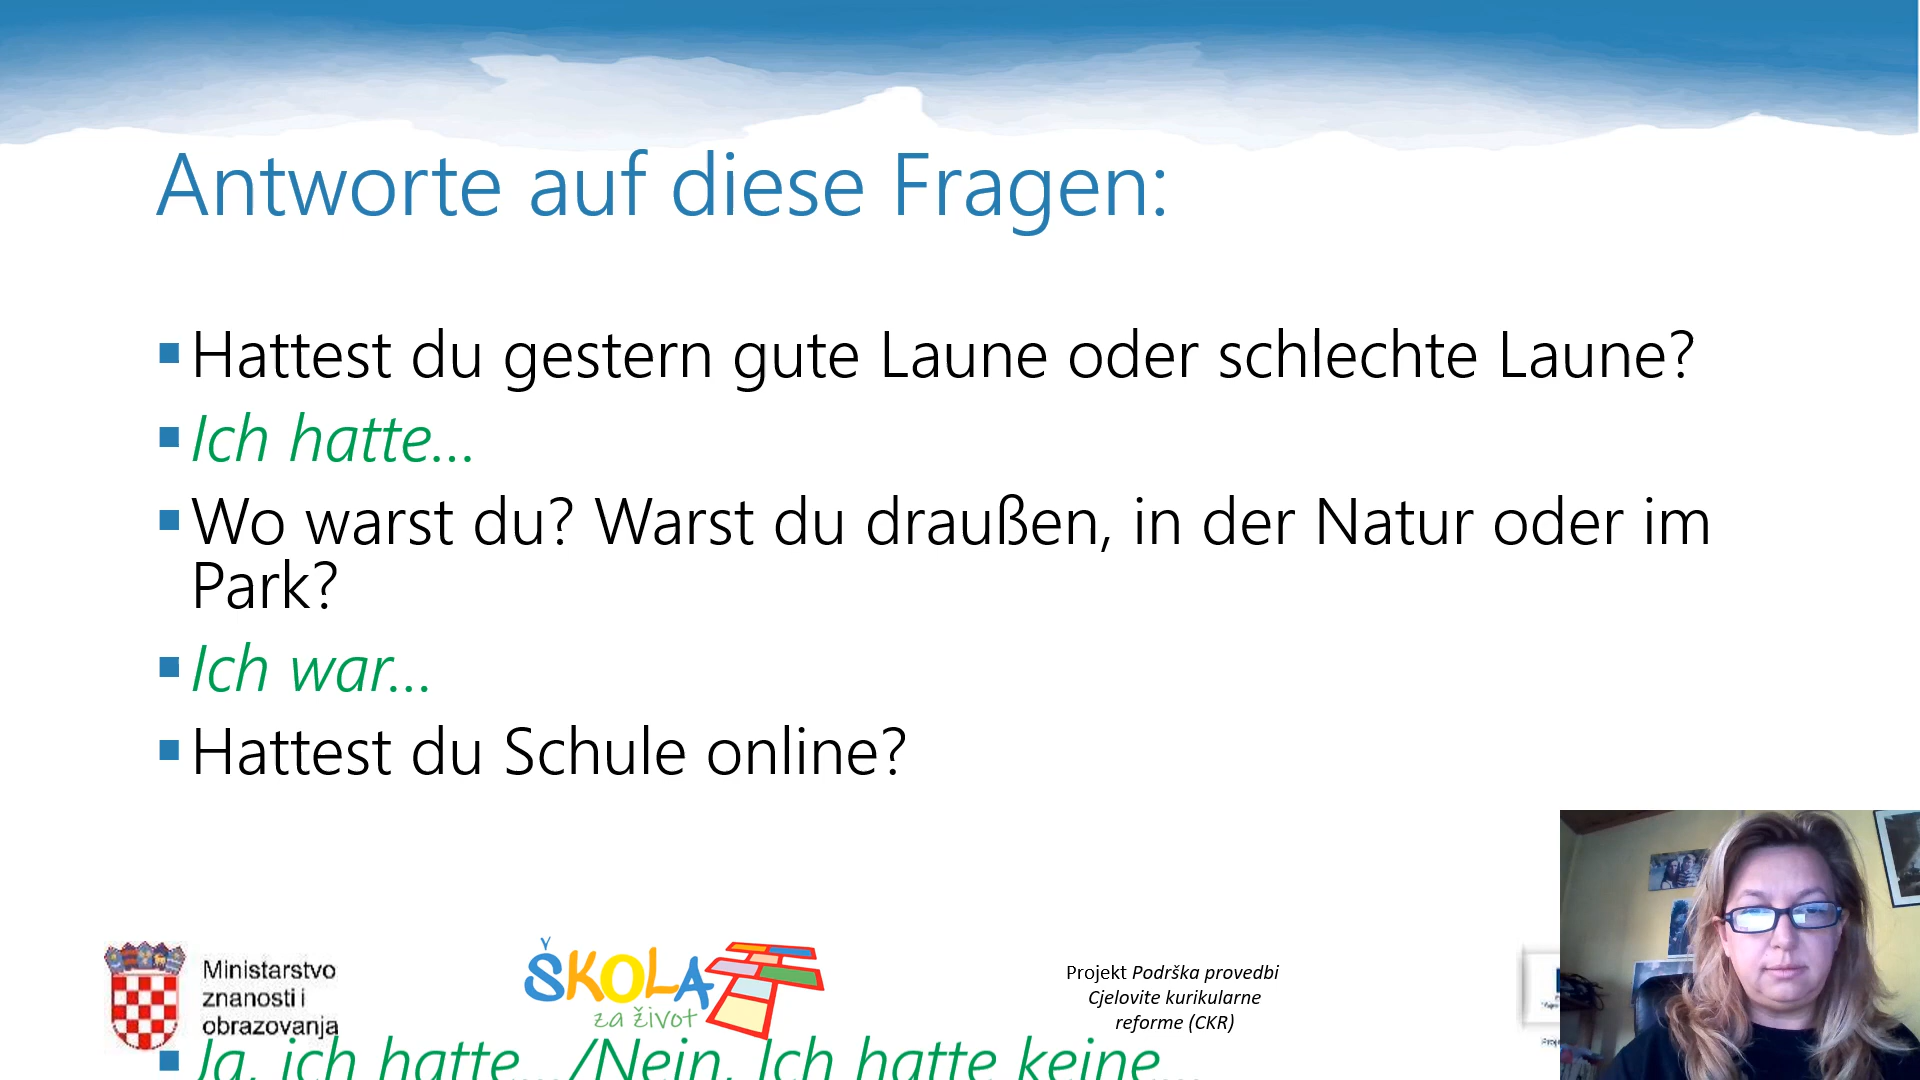 Antworte auf diese Fragen:
Hattest du gestern gute Laune oder schlechte Laune?
Ich hatte...
Wo warst du? Warst du draußen, in der Natur oder im
Park?
Ich war...
Hattest du Schule online?
Ministarstvo
znanosti i
obrazovanja
ŠKOLA
za život
Projekt Podrška provedbi
Cjelovite kurikularne
reforme (CKR)
Ja, ich hatte.../Nein, Ich hatte keine...